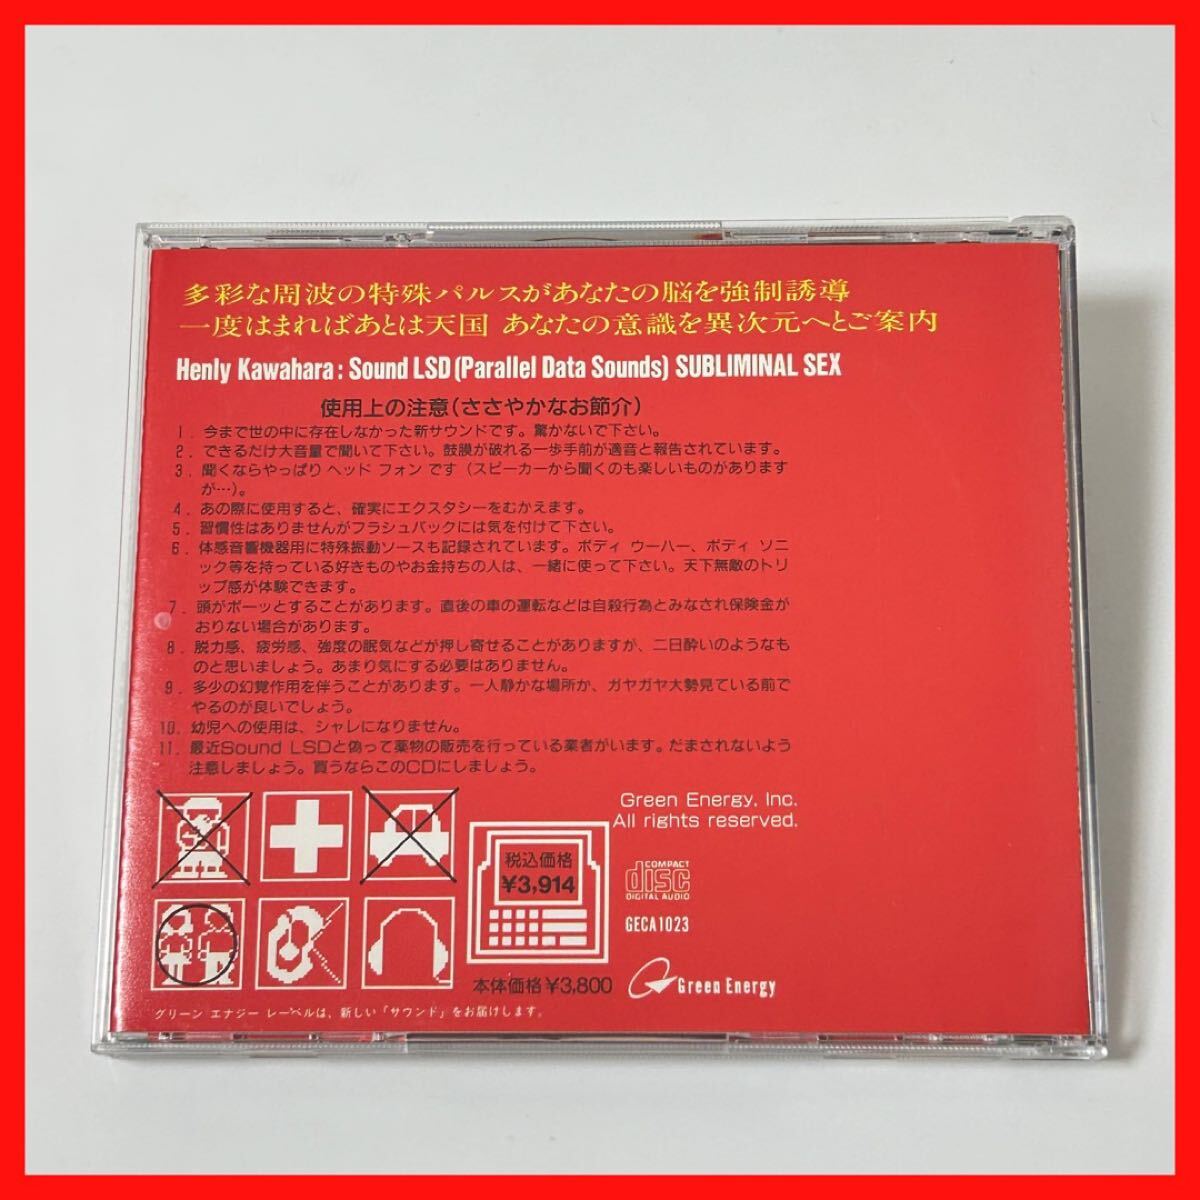 多彩な周波の特殊パルスがあなたの脳を強制誘導
一度はまればあとは天国 あなたの意識を異次元へとご案内
Henly Kawahara : Sound LSD (Parallel Data Sounds) SUBLIMINAL SEX
使用上の注意(ささやかなお節介)
1. 今まで世の中に存在しなかった新サウンドです。驚かないで下さい。
2. できるだけ大音量で聞いて下さい。鼓膜が破れる一歩手前が適音と報告されています。
3. 聞くならやっぱり ヘッド フォン です(スピーカーから聞くのも楽しいものがあります
が…)。
4. あの際に使用すると、確実にエクスタシーをむかえます。
5. 習慣性はありませんがフラシュバックには気を付けて下さい。
6. 体感音響機器用に特殊振動ソースも記録されています。ボディ ウーハー、ボディ ソニ
ック等を持っている好きものやお金持ちの人は、一緒に使って下さい。天下無敵のトリ
ップ感が体験できます。
7. 頭がボーッとすることがあります。直後の車の運転などは自殺行為とみなされ保険金が
おりない場合があります。
8. 脱力感、疲労感、強度の眠気などが押し寄せることがありますが、二日酔いのようなも
のと思いましょう。あまり気にする必要はありません。
9. 多少の幻覚作用を伴うことがあります。一人静かな場所か、ガヤガヤ大勢見ている前で
やるのが良いでしょう。
10. 幼児への使用は、シャレになりません。
11. 最近Sound LSDと偽って薬物の販売を行っている業者がいます。だまされないよう
注意しましょう。買うならこのCDにしましょう。
Green Energy, Inc.
All rights reserved.
税込価格
¥3,914
COMPACT
disc
DIGITAL AUDIO
GECA1023
本体価格¥3,800
Green Energy
グリーン エナジー レーベルは、新しい「サウンド」をお届けします。